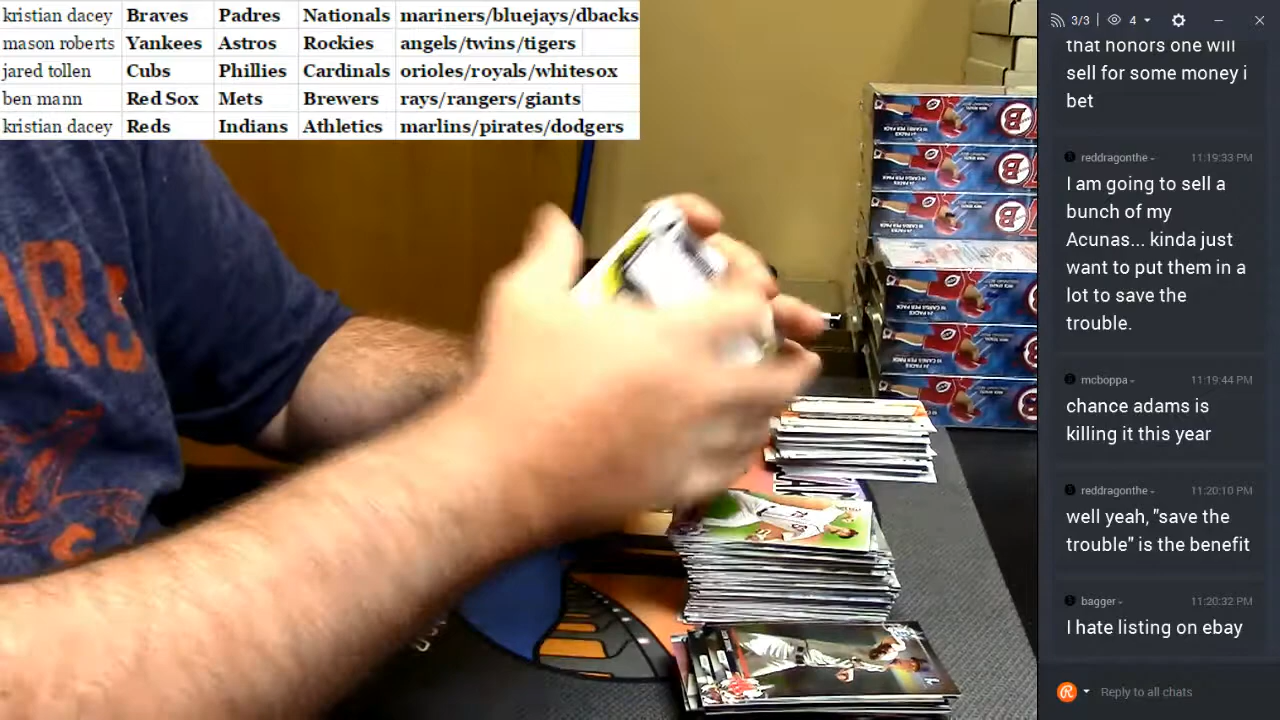 kristian dacey Braves Padres Nationals mariners/bluejays/dbacks
mason roberts Yankees Astros Rockies angels/twins/tigers
jared tollen Cubs Phillies Cardinals orioles/royals/whitesox
ben mann Red Sox Mets Brewers rays/rangers/giants
kristian dacey Reds Indians Athletics marlins/pirates/dodgers
3/3 4
that honors one will
sell for some money i
bet
reddragonthe - 11:19:33 PM
I am going to sell a
bunch of my
Acunas... kinda just
want to put them in a
lot to save the
trouble.
mcboppa - 11:19:44 PM
chance adams is
killing it this year
reddragonthe - 11:20:10 PM
well yeah, "save the
trouble" is the benefit
bagger - 11:20:32 PM
I hate listing on ebay
Reply to all chats
ORS